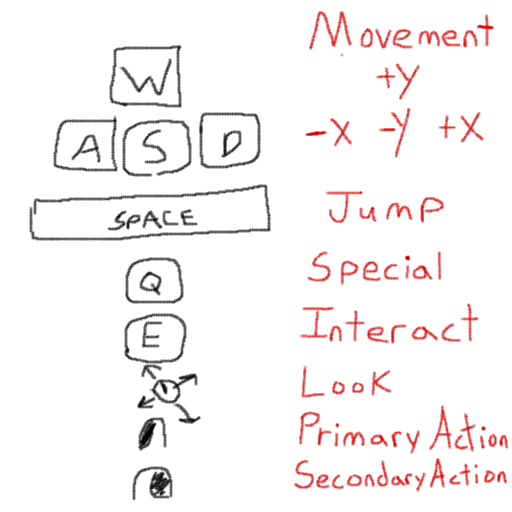 Movement
W +Y
A S D -X -Y +X
SPACE Jump
Q Special
E Interact
Look
Primary Action
Secondary Action